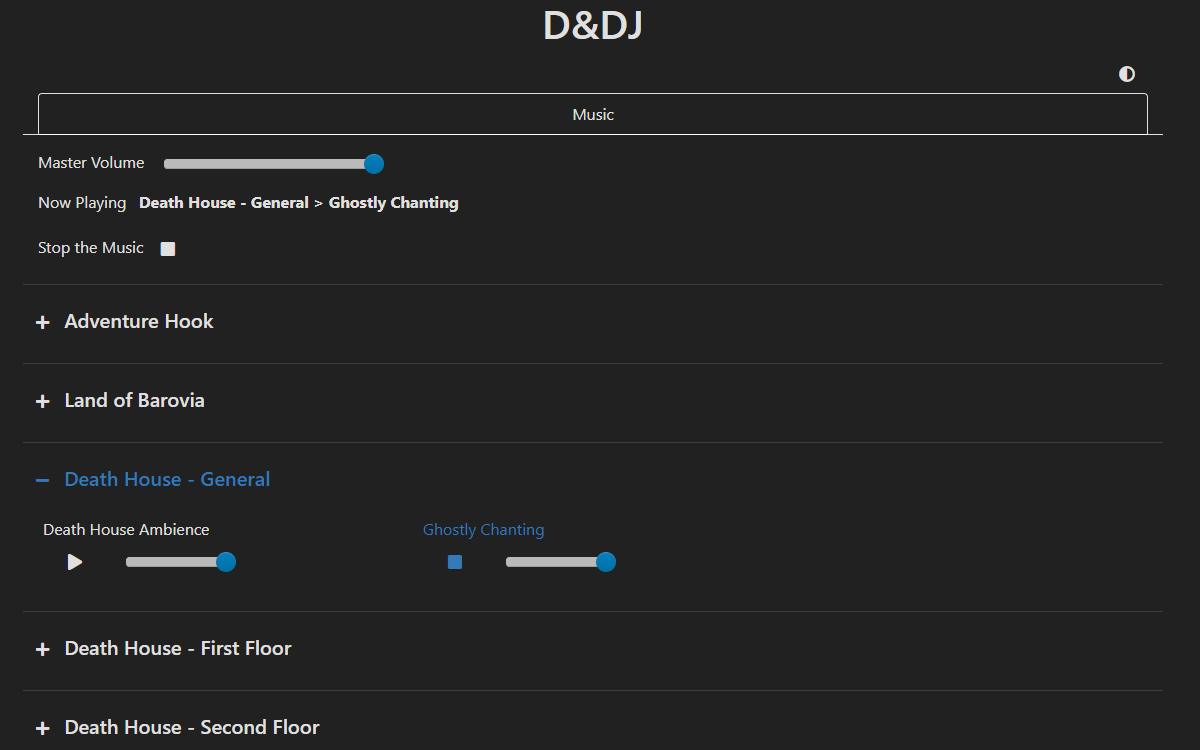 D&DJ
Music
Master Volume
Now Playing Death House - General > Ghostly Chanting
Stop the Music
Adventure Hook
Land of Barovia
Death House - General
Death House Ambience Ghostly Chanting
Death House - First Floor
Death House - Second Floor